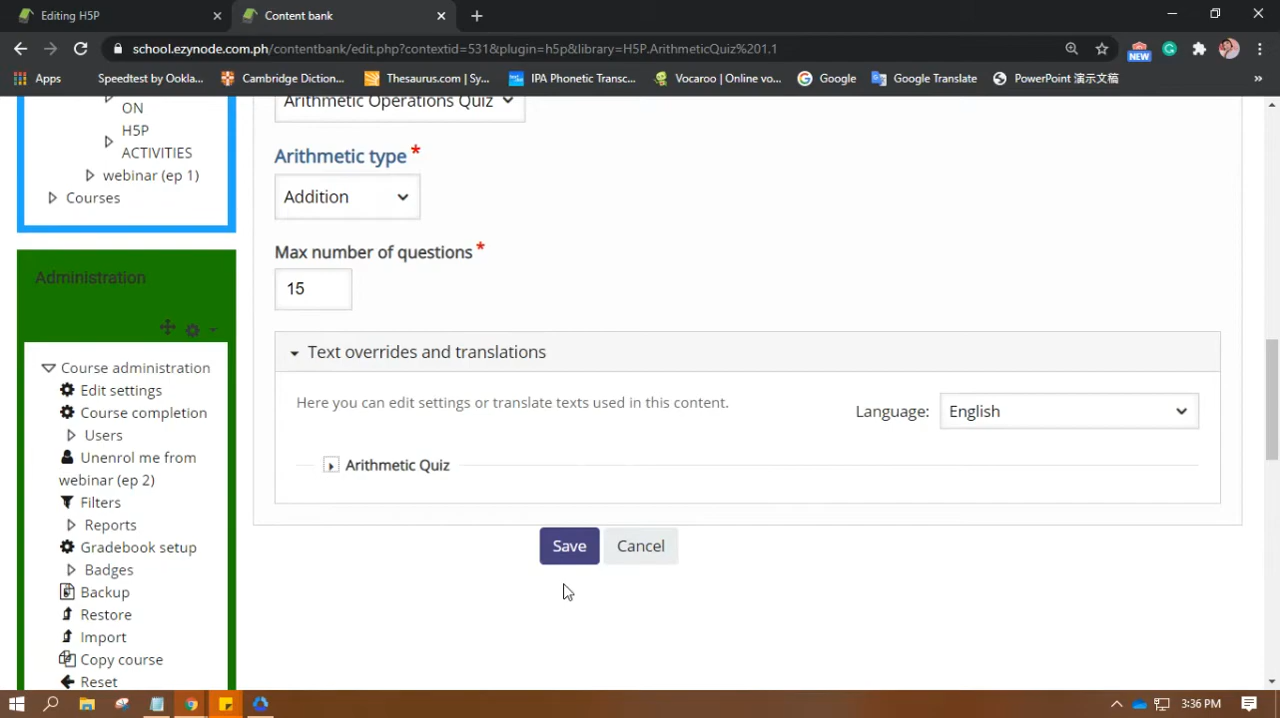 Editing H5P
Content bank
school.ezynode.com.ph/contentbank/edit.php?contextid=531&plugin=h5p&library=H5P.ArithmeticQuiz%201.1
NEW
Apps
Speedtest by Ookla...
Cambridge Diction...
Thesaurus.com | Sy...
IPA Phonetic Transc...
Vocaroo | Online vo...
Google
Google Translate
PowerPoint 演示文稿
»
ON
H5P
ACTIVITIES
webinar (ep 1)
Courses
Administration
Course administration
Edit settings
Course completion
Users
Unenrol me from
webinar (ep 2)
Filters
Reports
Gradebook setup
Badges
Backup
Restore
Import
Copy course
Reset
Arithmetic Operations Quiz
Arithmetic type *
Addition
Max number of questions *
15
Text overrides and translations
Here you can edit settings or translate texts used in this content.
Language:
English
Arithmetic Quiz
Save
Cancel
3:36 PM